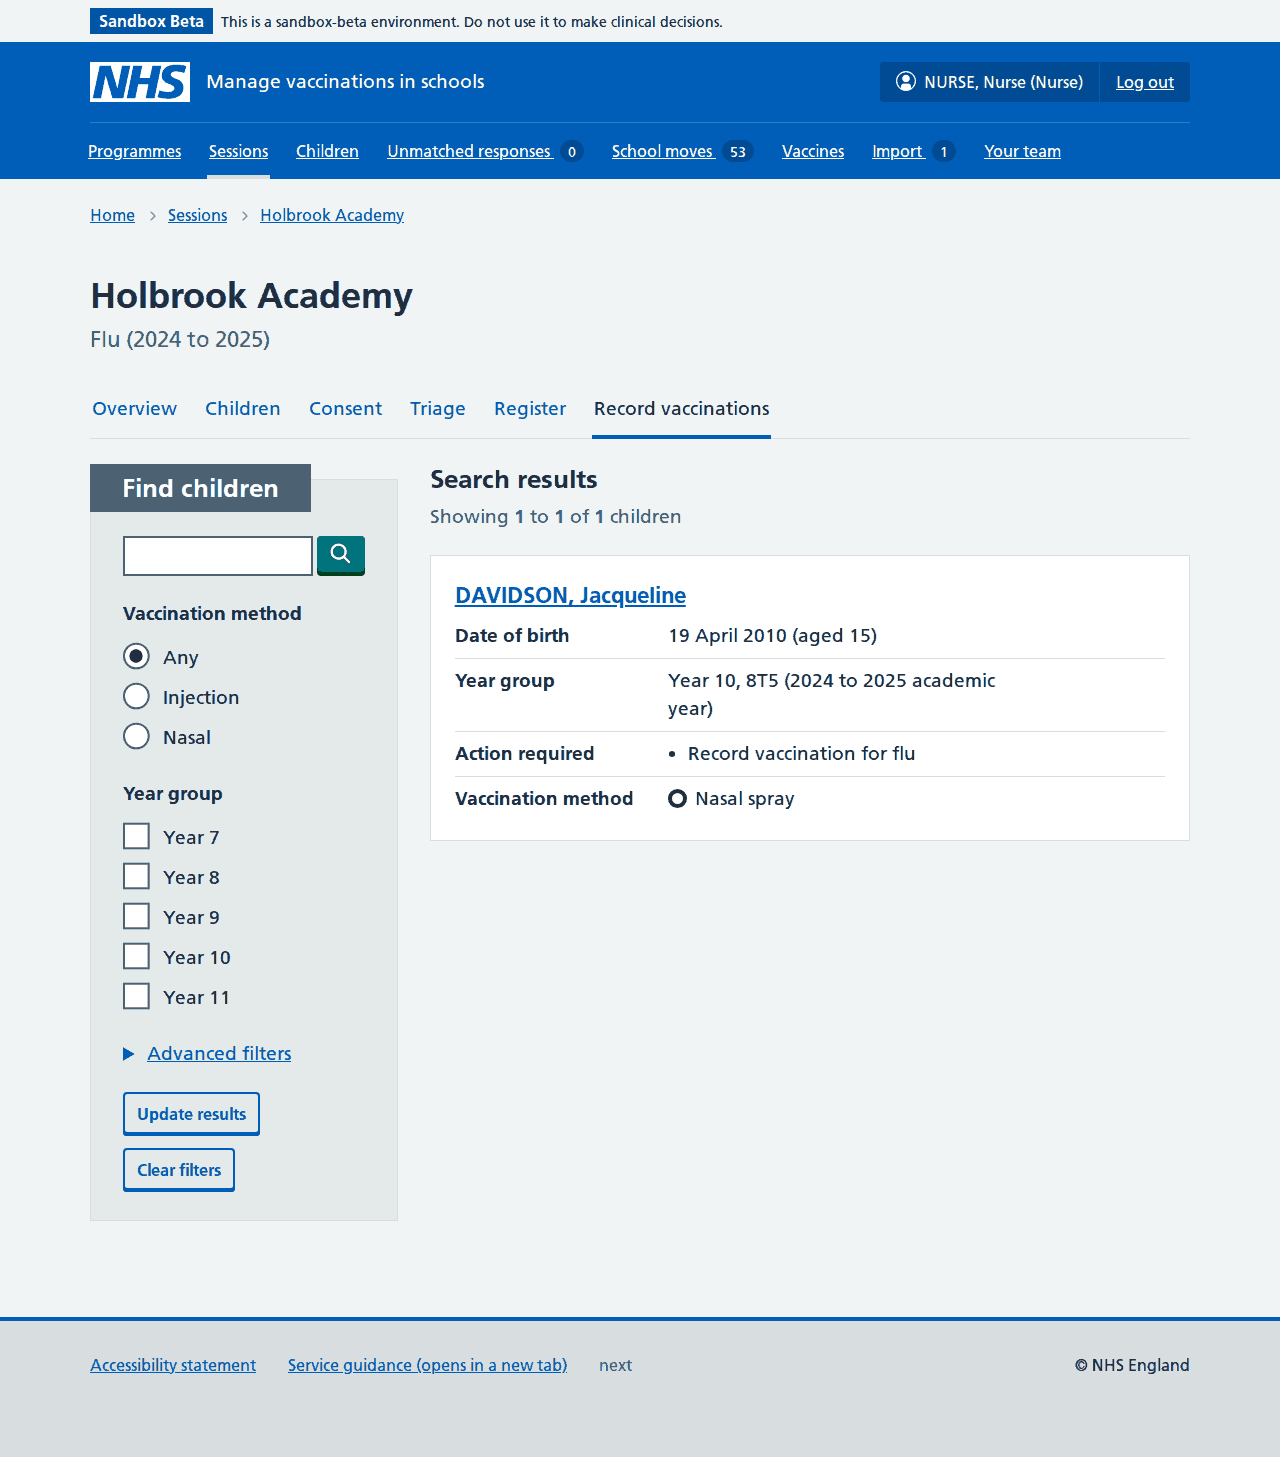 Sandbox Beta This is a sandbox-beta environment. Do not use it to make clinical decisions.
NHS Manage vaccinations in schools NURSE, Nurse (Nurse) Log out
Programmes Sessions Children Unmatched responses 0 School moves 53 Vaccines Import 1 Your team
Home Sessions Holbrook Academy
Holbrook Academy
Flu (2024 to 2025)
Overview Children Consent Triage Register Record vaccinations
Find children
Vaccination method
Any
Injection
Nasal
Year group
Year 7
Year 8
Year 9
Year 10
Year 11
Advanced filters
Update results
Clear filters
Search results
Showing 1 to 1 of 1 children
DAVIDSON, Jacqueline
Date of birth 19 April 2010 (aged 15)
Year group Year 10, 8T5 (2024 to 2025 academic
year)
Action required • Record vaccination for flu
Vaccination method Nasal spray
Accessibility statement Service guidance (opens in a new tab) next © NHS England